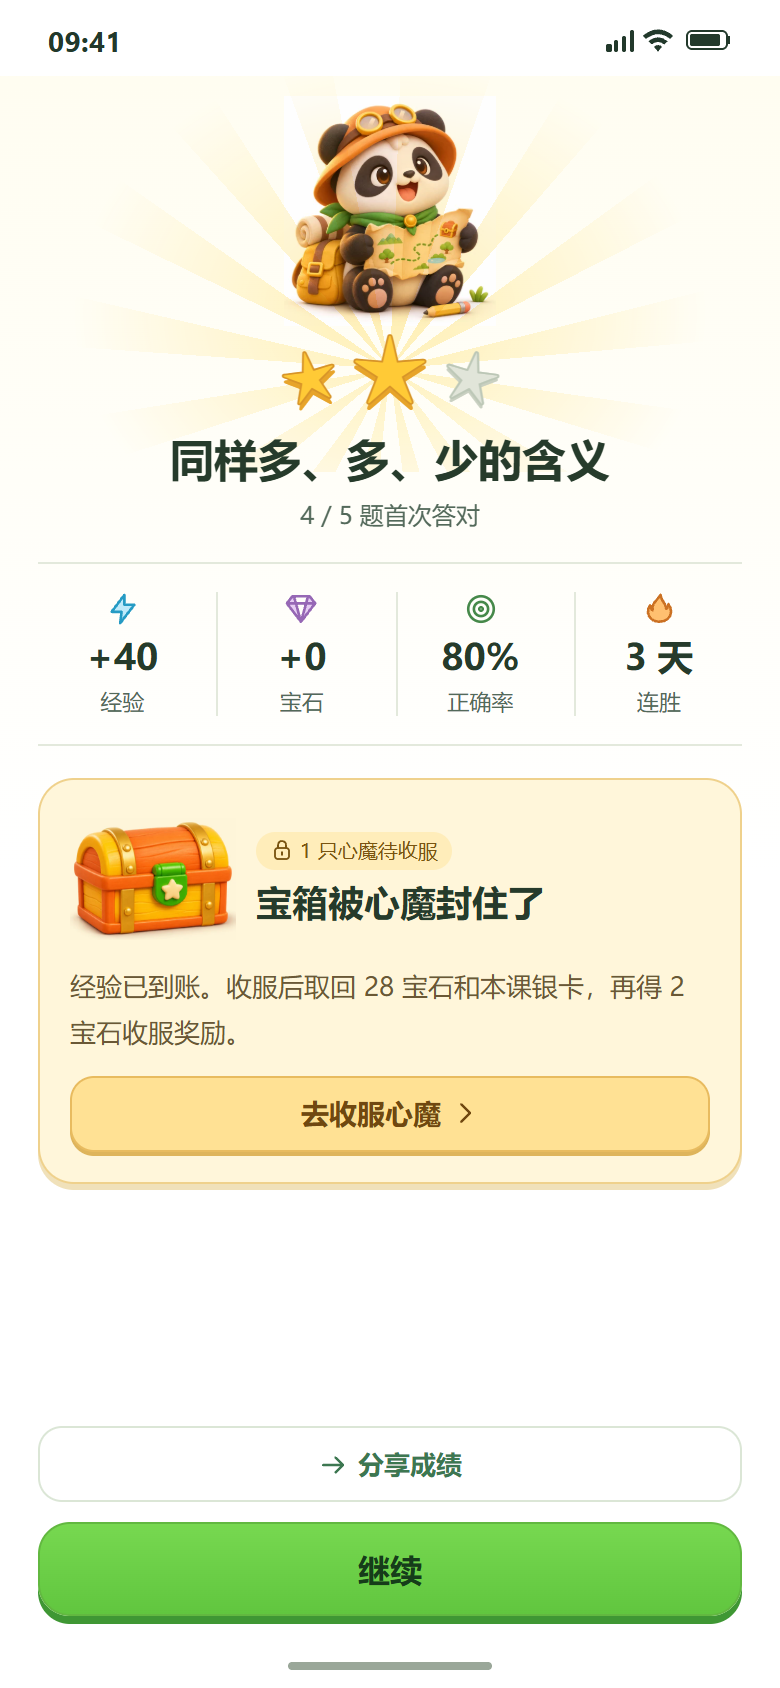 09:41
同样多、多、少的含义
4 / 5 题首次答对
+40
经验
+0
宝石
80%
正确率
3 天
连胜
1 只心魔待收服
宝箱被心魔封住了
经验已到账。收服后取回 28 宝石和本课银卡，再得 2
宝石收服奖励。
去收服心魔
分享成绩
继续